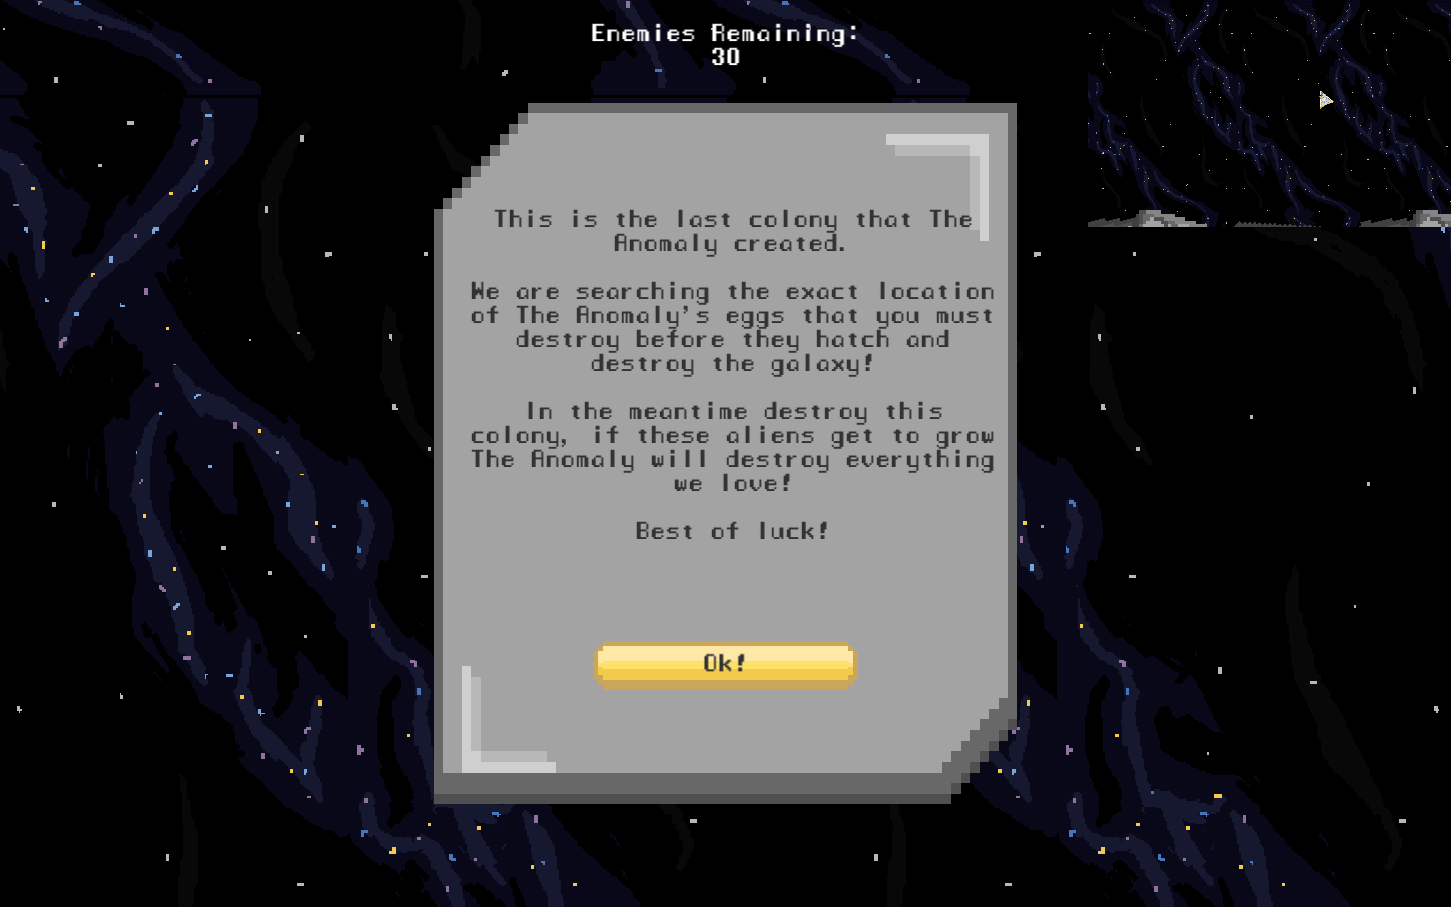 Enemies Remaining:
30
This is the last colony that The
Anomaly created.
We are searching the exact location
of The Anomaly's eggs that you must
destroy before they hatch and
destroy the galaxy!
In the meantime destroy this
colony, if these aliens get to grow
The Anomaly will destroy everything
we love!
Best of luck!
Ok!